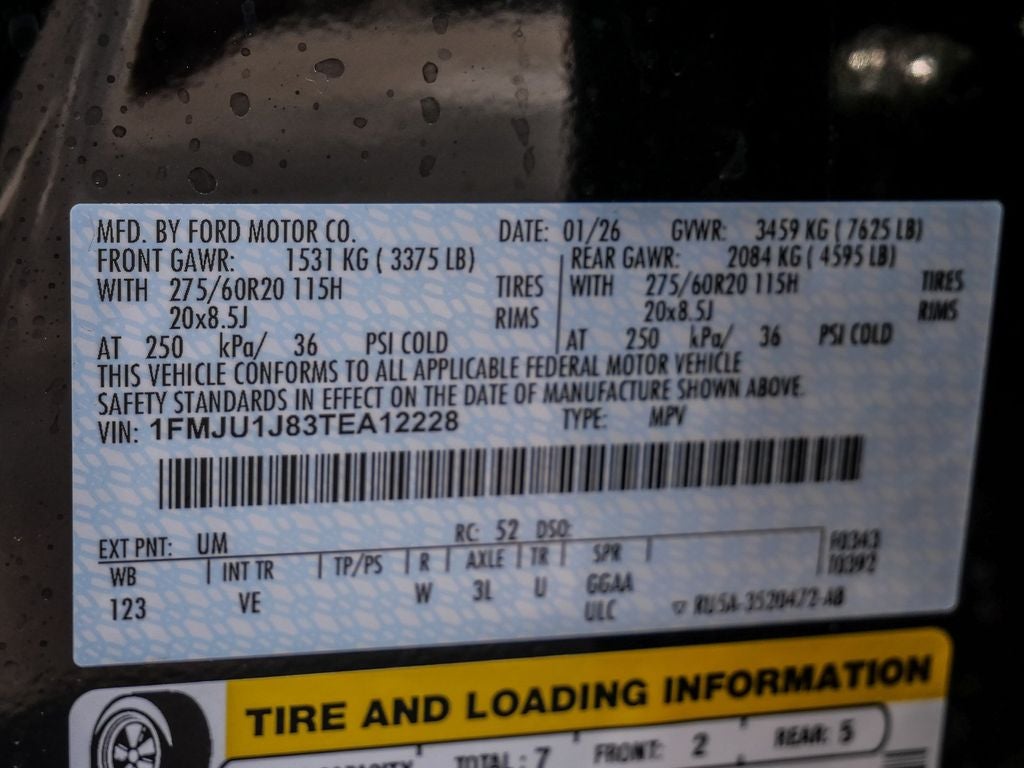 MFD. BY FORD MOTOR CO. DATE: 01/26 GVWR: 3459 KG ( 7625 LB)
FRONT GAWR: 1531 KG ( 3375 LB) REAR GAWR: 2084 KG ( 4595 LB)
WITH 275/60R20 115H TIRES WITH 275/60R20 115H TIRES
20x8.5J RIMS 20x8.5J RIMS
AT 250 kPa/ 36 PSI COLD AT 250 kPa/ 36 PSI COLD
THIS VEHICLE CONFORMS TO ALL APPLICABLE FEDERAL MOTOR VEHICLE
SAFETY STANDARDS IN EFFECT ON THE DATE OF MANUFACTURE SHOWN ABOVE.
VIN: 1FMJU1J83TEA12228 TYPE: MPV
EXT PNT: UM RC: 52 DSO:
WB INT TR TP/PS R AXLE TR SPR
123 VE W 3L U GGAA
ULC
TIRE AND LOADING INFORMATION
TOTAL: 7 FRONT: 2 REAR: 5